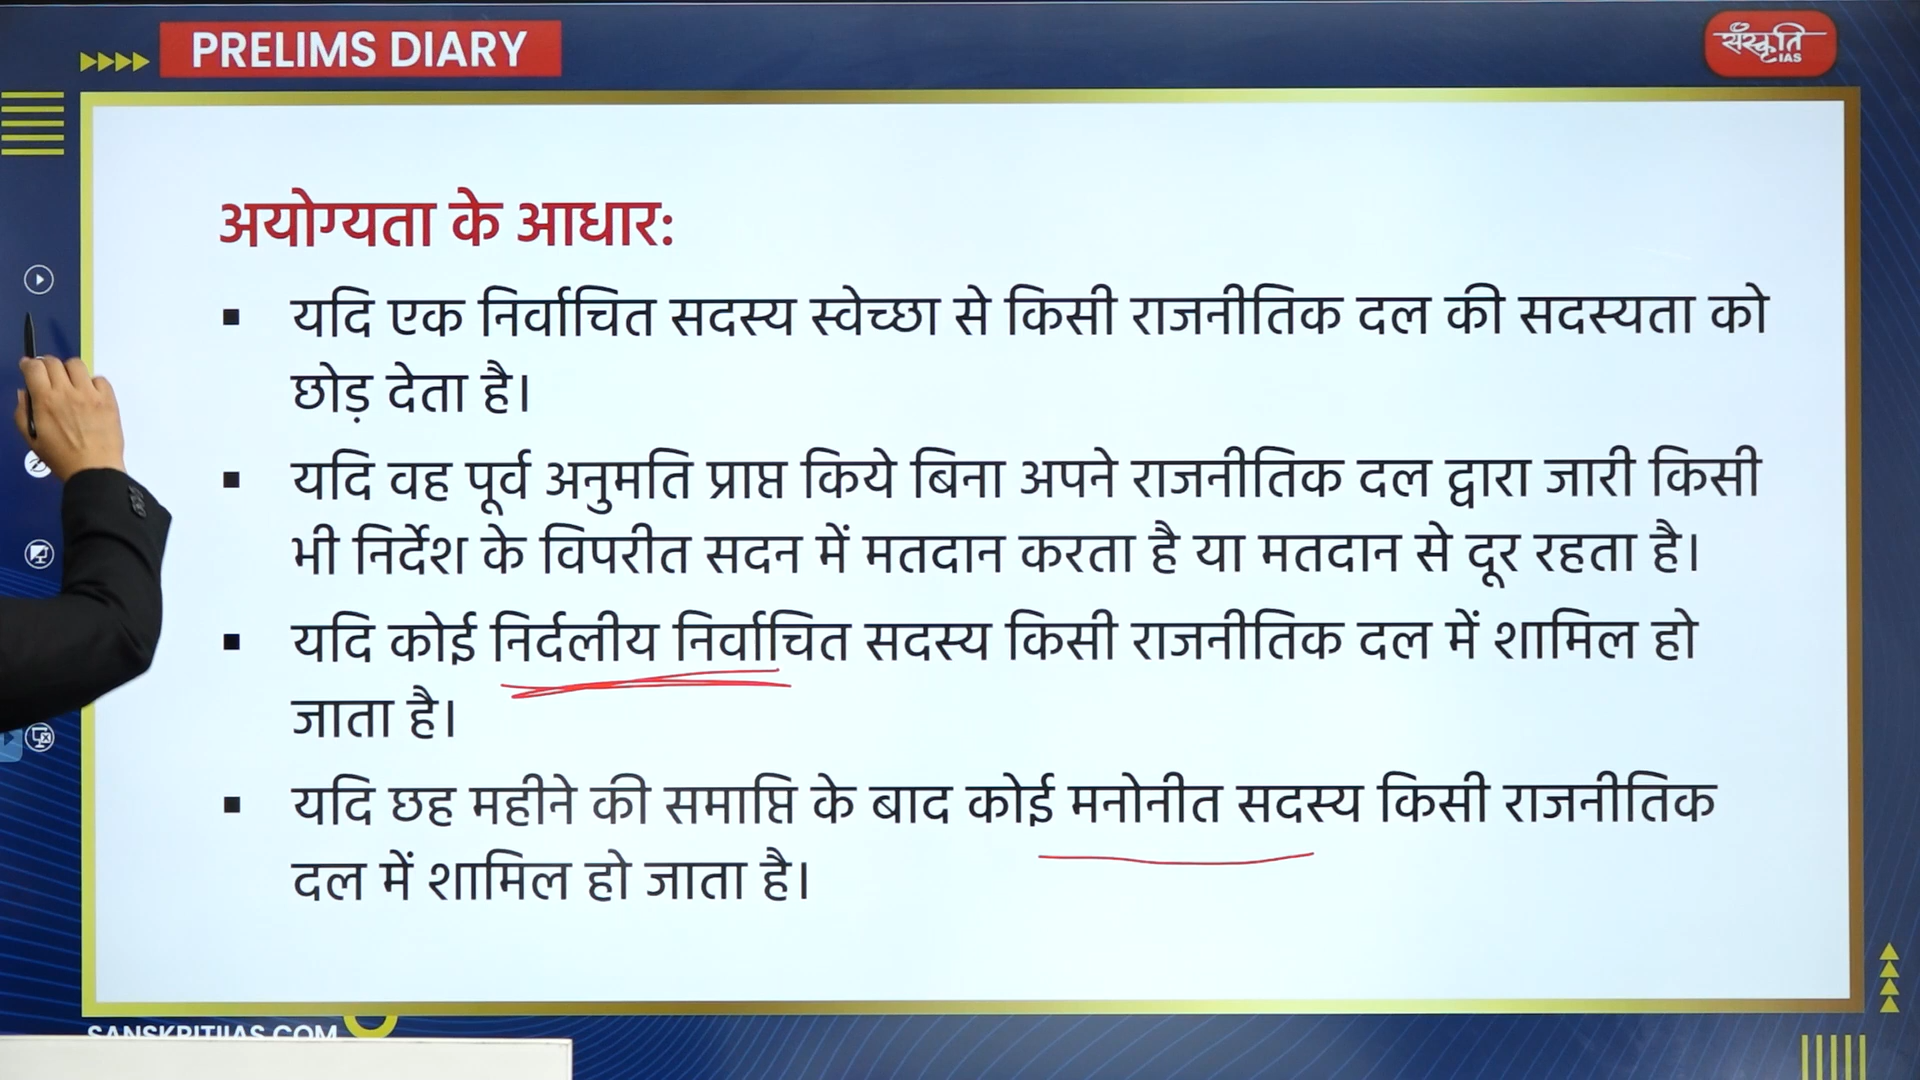 PRELIMS DIARY
संस्कृति
IAS
अयोग्यता के आधार:
▪ यदि एक निर्वाचित सदस्य स्वेच्छा से किसी राजनीतिक दल की सदस्यता को
छोड़ देता है।
▪ यदि वह पूर्व अनुमति प्राप्त किये बिना अपने राजनीतिक दल द्वारा जारी किसी
भी निर्देश के विपरीत सदन में मतदान करता है या मतदान से दूर रहता है।
▪ यदि कोई निर्दलीय निर्वाचित सदस्य किसी राजनीतिक दल में शामिल हो
जाता है।
▪ यदि छह महीने की समाप्ति के बाद कोई मनोनीत सदस्य किसी राजनीतिक
दल में शामिल हो जाता है।
SANSKRITIIAS.COM